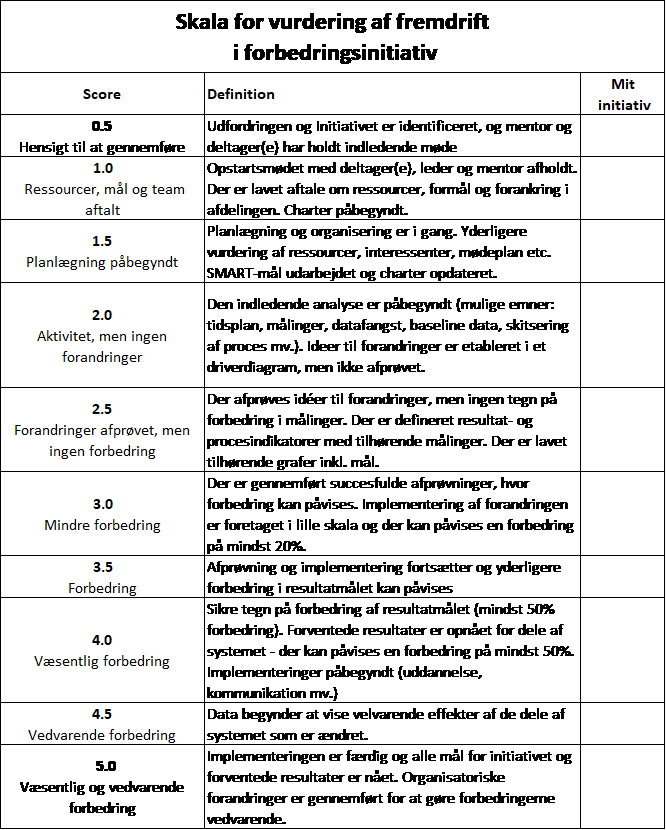 Skala for vurdering af fremdrift
i forbedringsinitiativ
Score
Definition
Mit
initiativ
0.5
Hensigt til at gennemføre
Udfordringen og Initiativet er identificeret, og mentor og
deltager(e) har holdt indledende møde
1.0
Ressourcer, mål og team
aftalt
Opstartsmødet med deltager(e), leder og mentor afholdt.
Der er lavet aftale om ressourcer, formål og forankring i
afdelingen. Charter påbegyndt.
1.5
Planlægning påbegyndt
Planlægning og organisering er i gang. Yderligere
vurdering af ressourcer, interessenter, mødeplan etc.
SMART-mål udarbejdet og charter opdateret.
2.0
Aktivitet, men ingen
forandringer
Den indledende analyse er påbegyndt (mulige emner:
tidsplan, målinger, datafangst, baseline data, skitsering
af proces mv.). Ideer til forandringer er etableret i et
driverdiagram, men ikke afprøvet.
2.5
Forandringer afprøvet, men
ingen forbedring
Der afprøves idéer til forandringer, men ingen tegn på
forbedring i målinger. Der er defineret resultat- og
procesindikatorer med tilhørende målinger. Der er lavet
tilhørende grafer inkl. mål.
3.0
Mindre forbedring
Der er gennemført succesfulde afprøvninger, hvor
forbedring kan påvises. Implementering af forandringen
er foretaget i lille skala og der kan påvises en forbedring
på mindst 20%.
3.5
Forbedring
Afprøvning og implementering fortsætter og yderligere
forbedring i resultatmålet kan påvises
4.0
Væsentlig forbedring
Sikre tegn på forbedring af resultatmålet (mindst 50%
forbedring). Forventede resultater er opnået for dele af
systemet - der kan påvises en forbedring på mindst 50%.
Implementeringer påbegyndt (uddannelse,
kommunikation mv.)
4.5
Vedvarende forbedring
Data begynder at vise velvarende effekter af de dele af
systemet som er ændret.
5.0
Væsentlig og vedvarende
forbedring
Implementeringen er færdig og alle mål for initiativet og
forventede resultater er nået. Organisatoriske
forandringer er gennemført for at gøre forbedringerne
vedvarende.